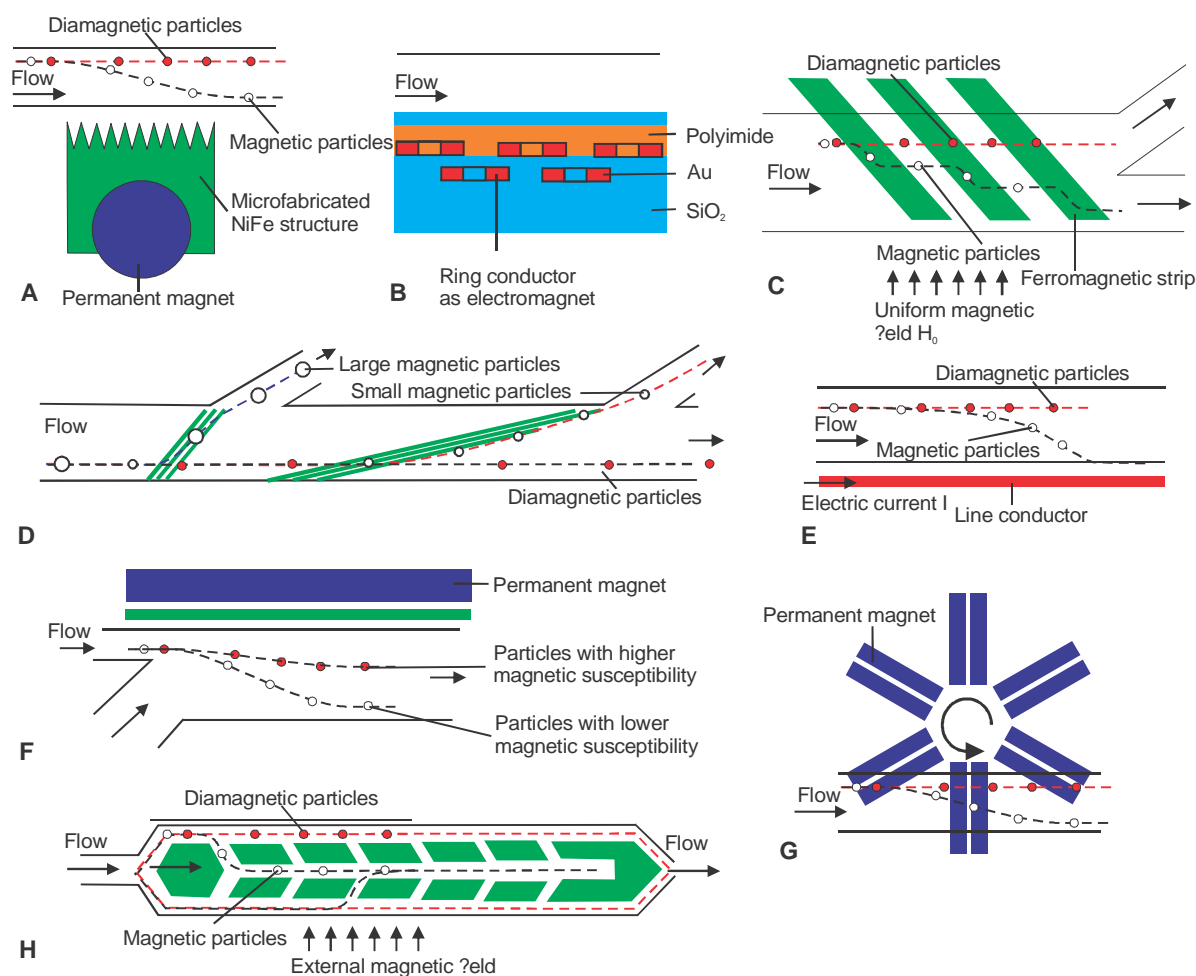 Diamagnetic particles
Flow
Magnetic particles
Microfabricated
NiFe structure
Permanent magnet
A
Flow
Polyimide
Au
SiO₂
Ring conductor
as electromagnet
B
Diamagnetic particles
Flow
Magnetic particles
Ferromagnetic strip
Uniform magnetic
?eld H₀
C
Large magnetic particles
Small magnetic particles
Flow
Diamagnetic particles
D
Diamagnetic particles
Flow
Magnetic particles
Electric current I
Line conductor
E
Permanent magnet
Flow
Particles with higher
magnetic susceptibility
Particles with lower
magnetic susceptibility
F
Permanent magnet
Flow
G
Diamagnetic particles
Flow
Flow
Magnetic particles
External magnetic ?eld
H